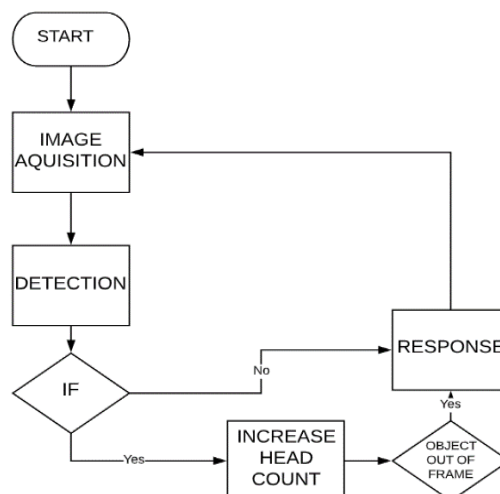 START
IMAGE
AQUISITION
DETECTION
IF
No
RESPONSE
Yes
Yes
INCREASE
HEAD
COUNT
OBJECT
OUT OF
FRAME